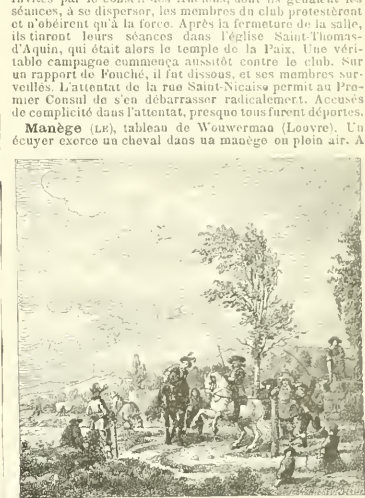 séances, à se disperser, les membres du club protestèrent
et n'obéirent qu'à la force. Après la fermeture de la salle,
ils tinrent leurs séances dans l'église Saint-Thomas-
d'Aquin, qui était alors le temple de la Paix. Une véri-
table campagne commença aussitôt contre le club. Sur
un rapport de Fouché, il fut dissous, et ses membres sur-
veillés. L'attentat de la rue Saint-Nicaise permit au Pre-
mier Consul de s'en débarrasser radicalement. Accusés
de complicité dans l'attentat, presque tous furent déportés.
Manège (LE), tableau de Wouwerman (Louvre). Un
écuyer exerce un cheval dans un manège en plein air. A